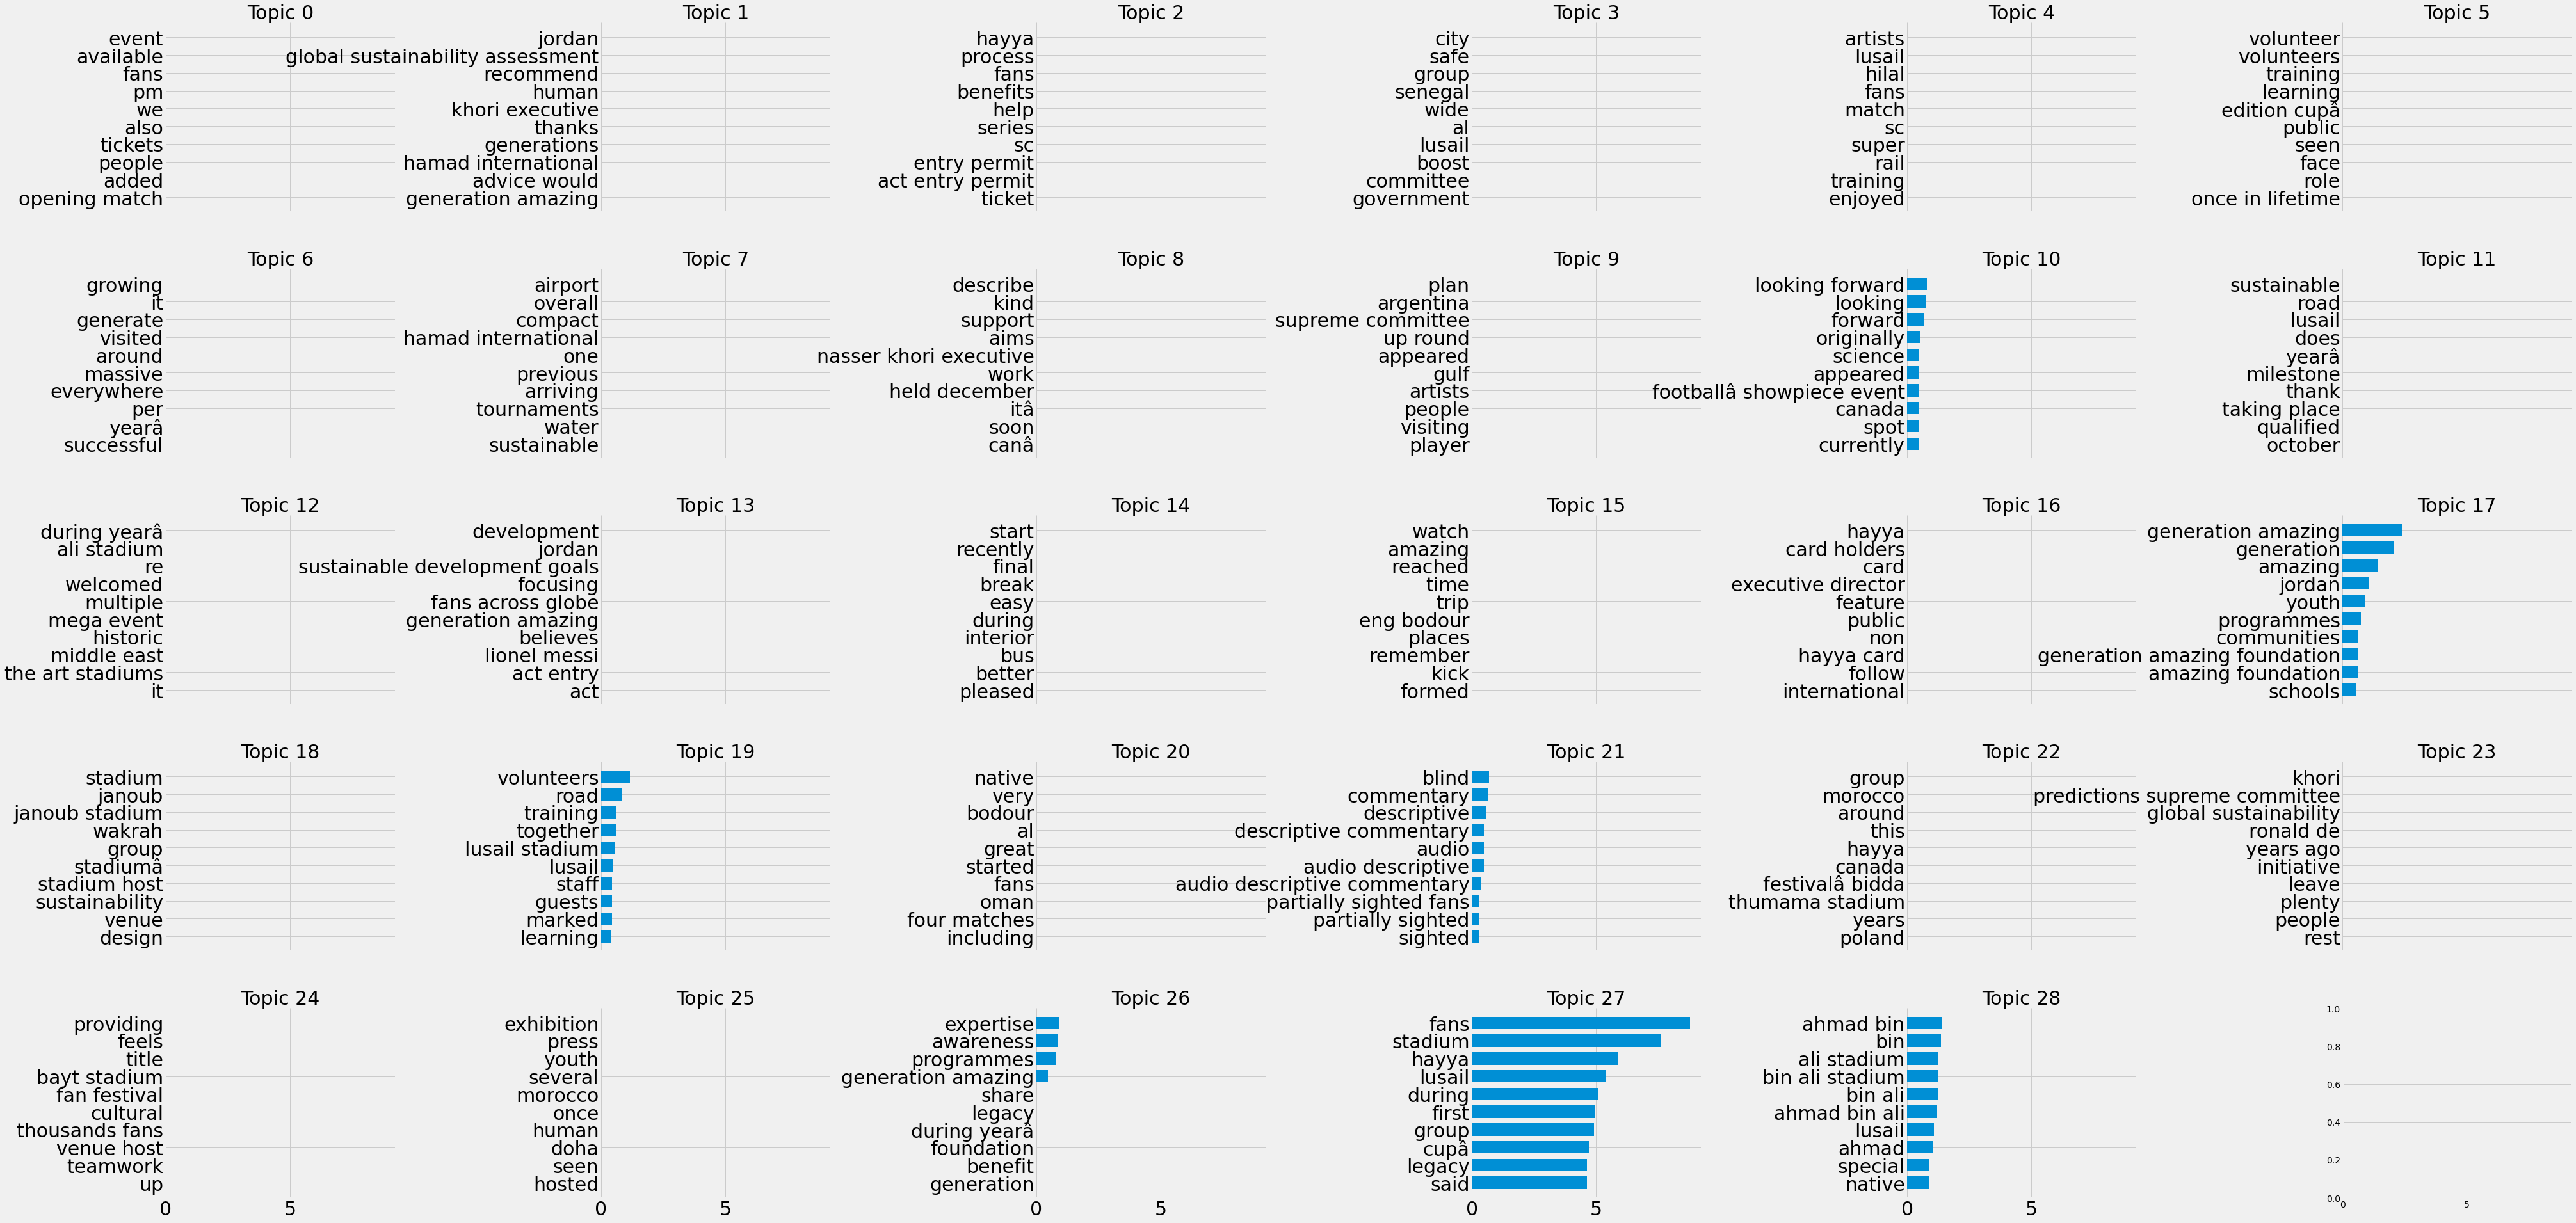 Topic 0
event
available
fans
pm
we
also
tickets
people
added
opening match
Topic 1
jordan
global sustainability assessment
recommend
human
khori executive
thanks
generations
hamad international
advice would
generation amazing
Topic 2
hayya
process
fans
benefits
help
series
sc
entry permit
act entry permit
ticket
Topic 3
city
safe
group
senegal
wide
al
lusail
boost
committee
government
Topic 4
artists
lusail
hilal
fans
match
sc
super
rail
training
enjoyed
Topic 5
volunteer
volunteers
training
learning
edition cupâ
public
seen
face
role
once in lifetime
Topic 6
growing
it
generate
visited
around
massive
everywhere
per
yearâ
successful
Topic 7
airport
overall
compact
hamad international
one
previous
arriving
tournaments
water
sustainable
Topic 8
describe
kind
support
aims
nasser khori executive
work
held december
itâ
soon
canâ
Topic 9
plan
argentina
supreme committee
up round
appeared
gulf
artists
people
visiting
player
Topic 10
looking forward
looking
forward
originally
science
appeared
footballâ showpiece event
canada
spot
currently
Topic 11
sustainable
road
lusail
does
yearâ
milestone
thank
taking place
qualified
october
Topic 12
during yearâ
ali stadium
re
welcomed
multiple
mega event
historic
middle east
the art stadiums
it
Topic 13
development
jordan
sustainable development goals
focusing
fans across globe
generation amazing
believes
lionel messi
act entry
act
Topic 14
start
recently
final
break
easy
during
interior
bus
better
pleased
Topic 15
watch
amazing
reached
time
trip
eng bodour
places
remember
kick
formed
Topic 16
hayya
card holders
card
executive director
feature
public
non
hayya card
follow
international
Topic 17
generation amazing
generation
amazing
jordan
youth
programmes
communities
generation amazing foundation
amazing foundation
schools
Topic 18
stadium
janoub
janoub stadium
wakrah
group
stadiumâ
stadium host
sustainability
venue
design
Topic 19
volunteers
road
training
together
lusail stadium
lusail
staff
guests
marked
learning
Topic 20
native
very
bodour
al
great
started
fans
oman
four matches
including
Topic 21
blind
commentary
descriptive
descriptive commentary
audio
audio descriptive
audio descriptive commentary
partially sighted fans
partially sighted
sighted
Topic 22
group
morocco
around
this
hayya
canada
festivalâ bidda
thumama stadium
years
poland
Topic 23
khori
predictions supreme committee
global sustainability
ronald de
years ago
initiative
leave
plenty
people
rest
Topic 24
providing
feels
title
bayt stadium
fan festival
cultural
thousands fans
venue host
teamwork
up
0 5
Topic 25
exhibition
press
youth
several
morocco
once
human
doha
seen
hosted
0 5
Topic 26
expertise
awareness
programmes
generation amazing
share
legacy
during yearâ
foundation
benefit
generation
0 5
Topic 27
fans
stadium
hayya
lusail
during
first
group
cupâ
legacy
said
0 5
Topic 28
ahmad bin
bin
ali stadium
bin ali stadium
bin ali
ahmad bin ali
lusail
ahmad
special
native
0 5
1.0
0.8
0.6
0.4
0.2
0.0
0 5